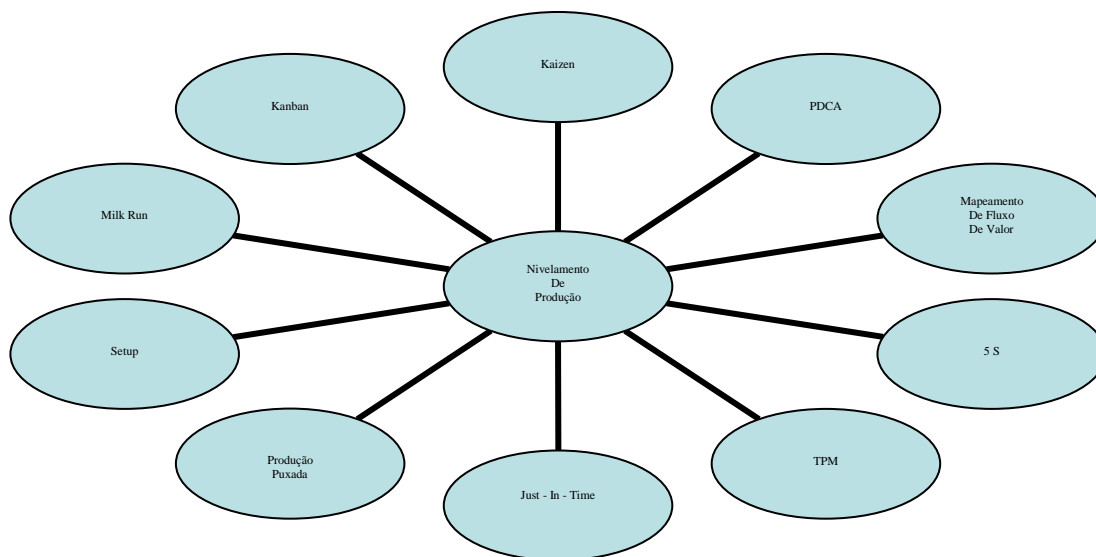 Kaizen
Kanban
PDCA
Milk Run
Mapeamento
De Fluxo
De Valor
Nivelamento
De
Produção
Setup
5 S
Produção
Puxada
TPM
Just - In - Time